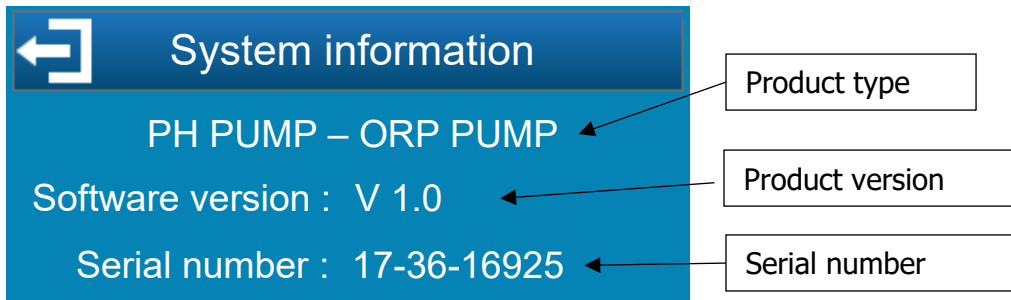 System information
Product type
PH PUMP – ORP PUMP
Product version
Software version : V 1.0
Serial number : 17-36-16925
Serial number